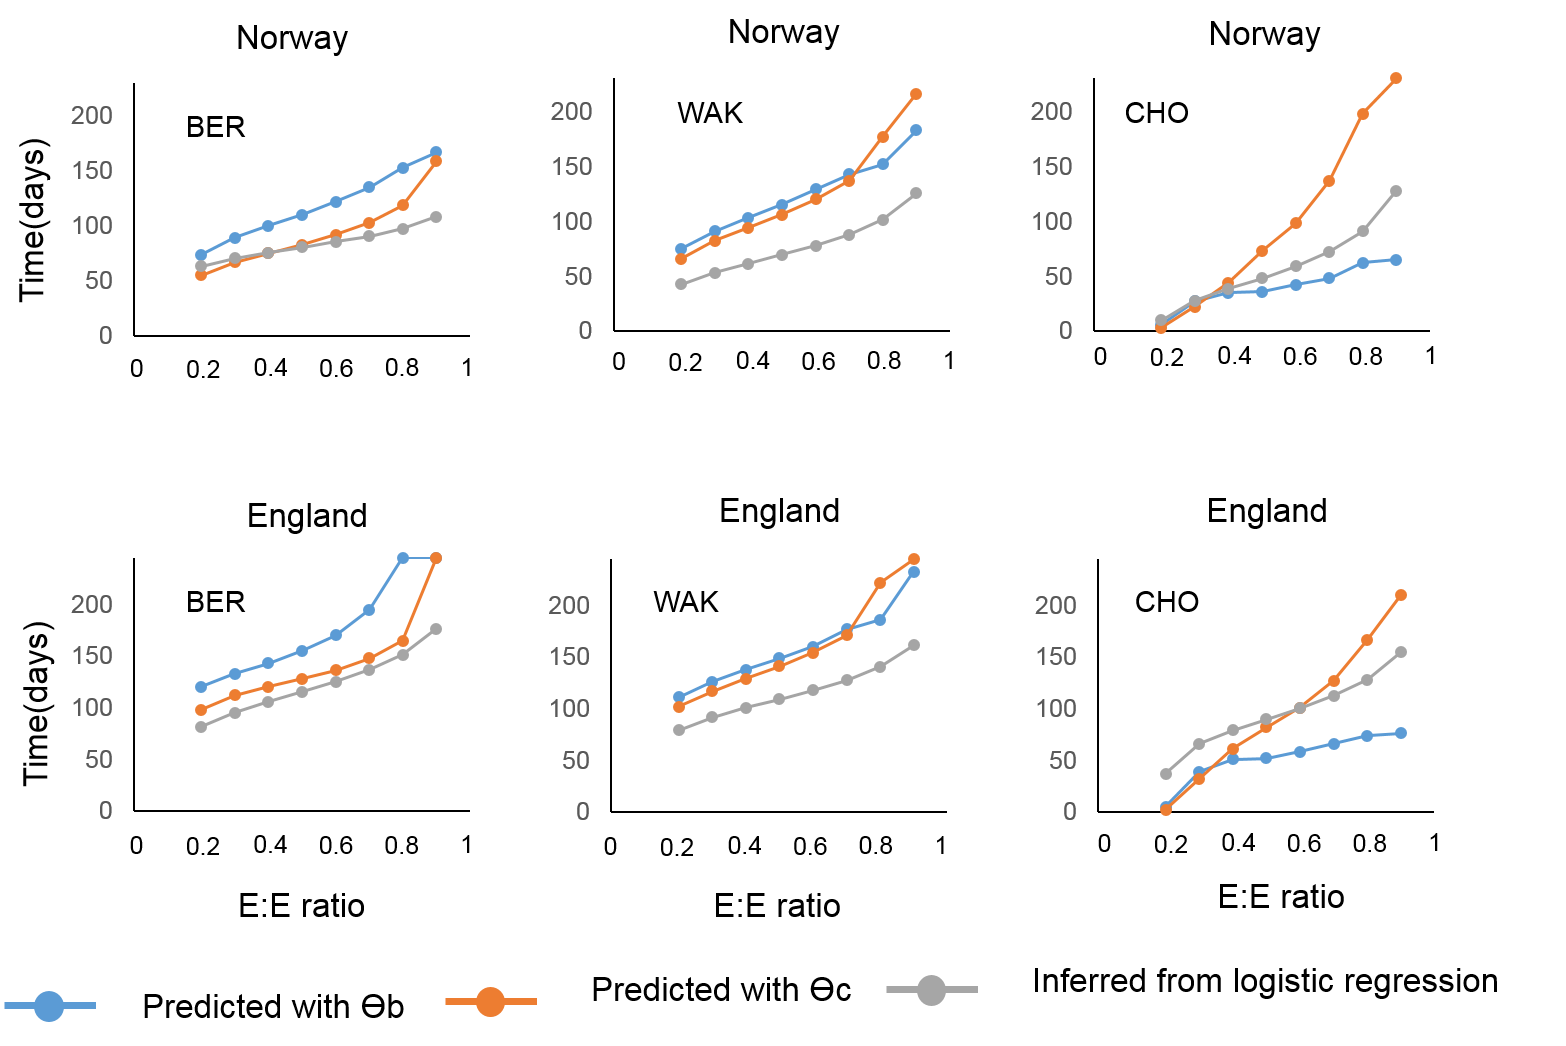 Norway
Norway
Norway
BER
WAK
CHO
Time(days)
200
150
100
50
0
200
150
100
50
0
200
150
100
50
0
0 0.2 0.4 0.6 0.8 1
0 0.2 0.4 0.6 0.8 1
0 0.2 0.4 0.6 0.8 1
England
England
England
BER
WAK
CHO
Time(days)
200
150
100
50
0
200
150
100
50
0
200
150
100
50
0
0 0.2 0.4 0.6 0.8 1
0 0.2 0.4 0.6 0.8 1
0 0.2 0.4 0.6 0.8 1
E:E ratio
E:E ratio
E:E ratio
Predicted with Ɵb
Predicted with Ɵc
Inferred from logistic regression